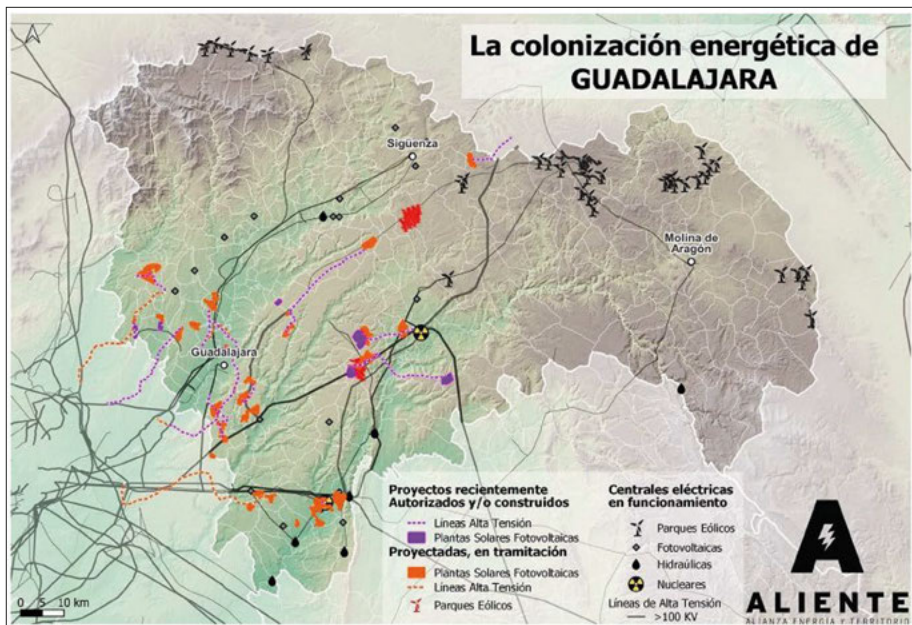 La colonización energética de
GUADALAJARA
Sigüenza
Molina de
Aragón
Guadalajara
Proyectos recientemente
Autorizados y/o construidos
Líneas Alta Tensión
Plantas Solares Fotovoltaicas
Proyectadas, en tramitación
Plantas Solares Fotovoltaicas
Líneas Alta Tensión
Parques Eólicos
Centrales eléctricas
en funcionamiento
Parques Eólicos
Fotovoltaicas
Hidraúlicas
Nucleares
Líneas de Alta Tensión
>100 KV
0 5 10 km
A
ALIENTE
ALIANZA ENERGÍA Y TERRITORIO